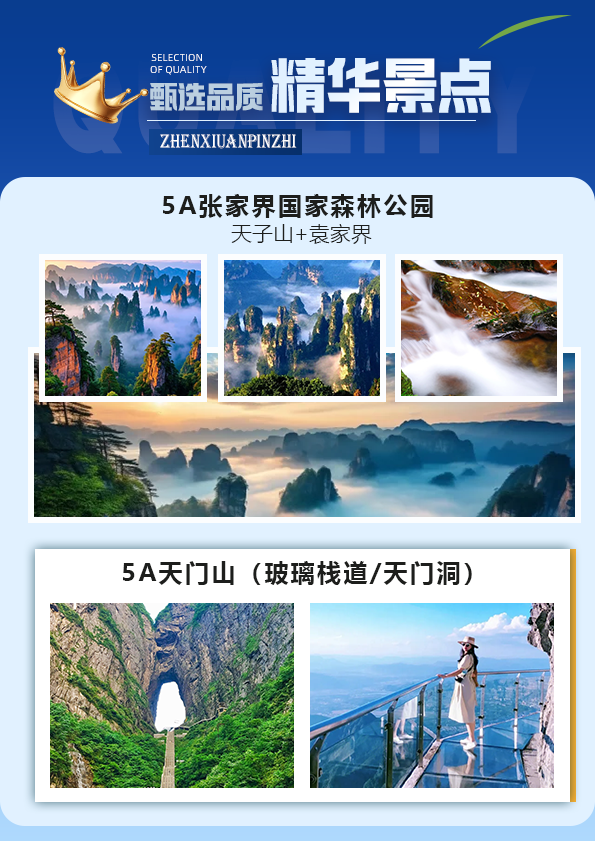 SELECTION
OF QUALITY
甄选品质 精华景点
QUALITY
ZHENXIUANPINZHI
5A张家界国家森林公园
天子山+袁家界
5A天门山（玻璃栈道/天门洞）